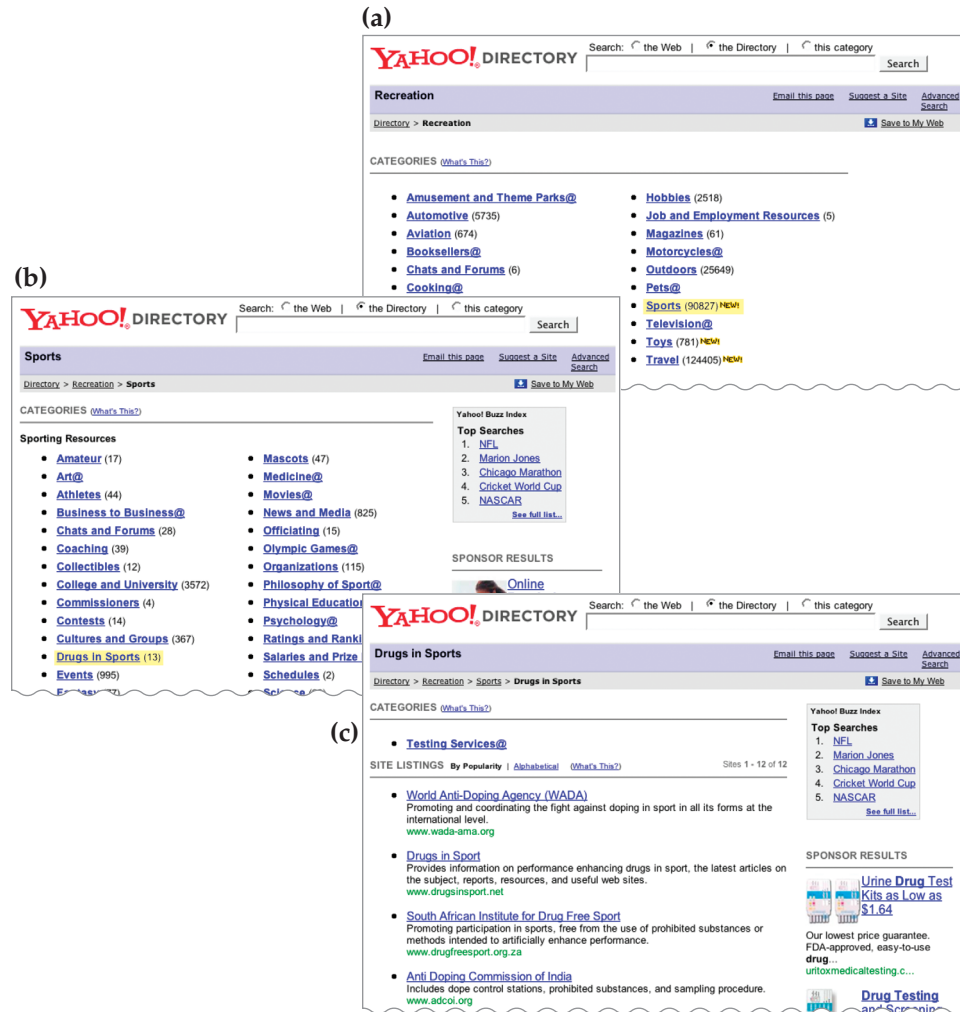 (a)
YAHOO! DIRECTORY
Search: the Web | the Directory | this category
Search
Recreation
Email this page Suggest a Site Advanced Search
Directory > Recreation
Save to My Web
CATEGORIES (What's This?)
Amusement and Theme Parks@
Automotive (5735)
Aviation (674)
Booksellers@
Chats and Forums (6)
Cooking@
Hobbies (2518)
Job and Employment Resources (5)
Magazines (61)
Motorcycles@
Outdoors (25649)
Pets@
Sports (90827) NEW!
Television@
Toys (781) NEW!
Travel (124405) NEW!
(b)
YAHOO! DIRECTORY
Search: the Web | the Directory | this category
Search
Sports
Email this page Suggest a Site Advanced Search
Directory > Recreation > Sports
Save to My Web
CATEGORIES (What's This?)
Sporting Resources
Amateur (17)
Art@
Athletes (44)
Business to Business@
Chats and Forums (28)
Coaching (39)
Collectibles (12)
College and University (3572)
Commissioners (4)
Contests (14)
Cultures and Groups (367)
Drugs in Sports (13)
Events (995)
Mascots (47)
Medicine@
Movies@
News and Media (825)
Officiating (15)
Olympic Games@
Organizations (115)
Philosophy of Sport@
Physical Education
Psychology@
Ratings and Ranki
Salaries and Prize
Schedules (2)
Yahoo! Buzz Index
Top Searches
1. NFL
2. Marion Jones
3. Chicago Marathon
4. Cricket World Cup
5. NASCAR
See full list...
SPONSOR RESULTS
Online
(c)
YAHOO! DIRECTORY
Search: the Web | the Directory | this category
Search
Drugs in Sports
Email this page Suggest a Site Advanced Search
Directory > Recreation > Sports > Drugs in Sports
Save to My Web
CATEGORIES (What's This?)
Testing Services@
SITE LISTINGS By Popularity | Alphabetical (What's This?) Sites 1 - 12 of 12
World Anti-Doping Agency (WADA)
Promoting and coordinating the fight against doping in sport in all its forms at the
international level.
www.wada-ama.org
Drugs in Sport
Provides information on performance enhancing drugs in sport, the latest articles on
the subject, reports, resources, and useful web sites.
www.drugsinsport.net
South African Institute for Drug Free Sport
Promoting participation in sports, free from the use of prohibited substances or
methods intended to artificially enhance performance.
www.drugfreesport.org.za
Anti Doping Commission of India
Includes dope control stations, prohibited substances, and sampling procedure.
www.adcoi.org
Yahoo! Buzz Index
Top Searches
1. NFL
2. Marion Jones
3. Chicago Marathon
4. Cricket World Cup
5. NASCAR
See full list...
SPONSOR RESULTS
Urine Drug Test
Kits as Low as
$1.64
Our lowest price guarantee.
FDA-approved, easy-to-use
drug...
uritoxmedicaltesting.c...
Drug Testing
and Screening